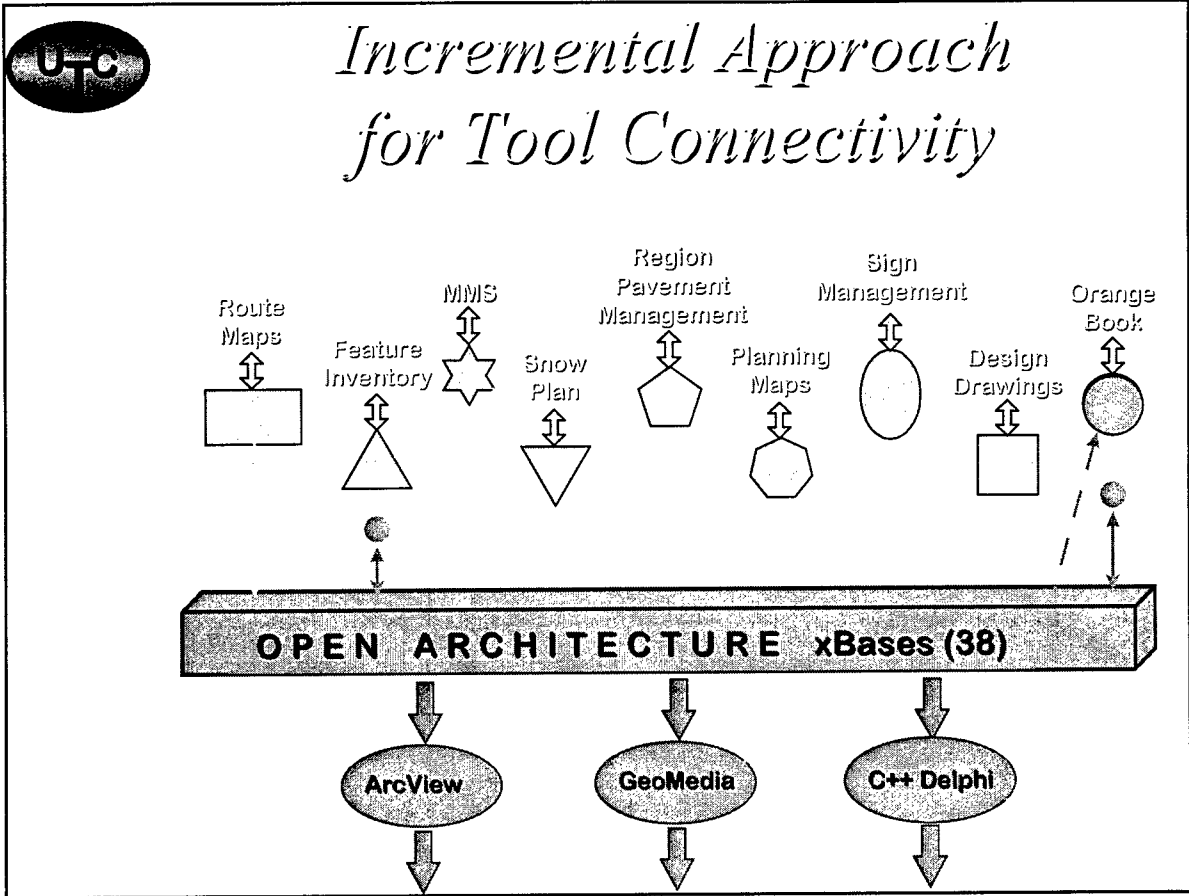 UTC
Incremental Approach
for Tool Connectivity
Route
Maps
Feature
Inventory
MMS
Snow
Plan
Region
Pavement
Management
Planning
Maps
Sign
Management
Design
Drawings
Orange
Book
OPEN ARCHITECTURE xBases (38)
ArcView
GeoMedia
C++ Delphi